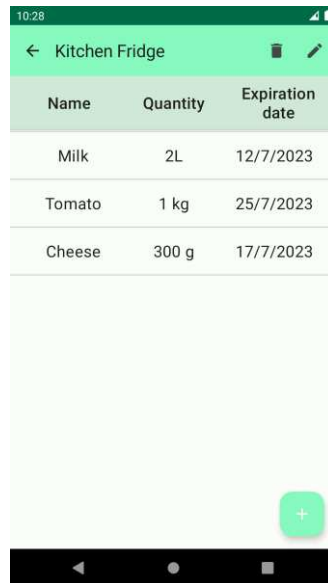 10:28
Kitchen Fridge
Name Quantity Expiration date
Milk 2L 12/7/2023
Tomato 1 kg 25/7/2023
Cheese 300 g 17/7/2023
+